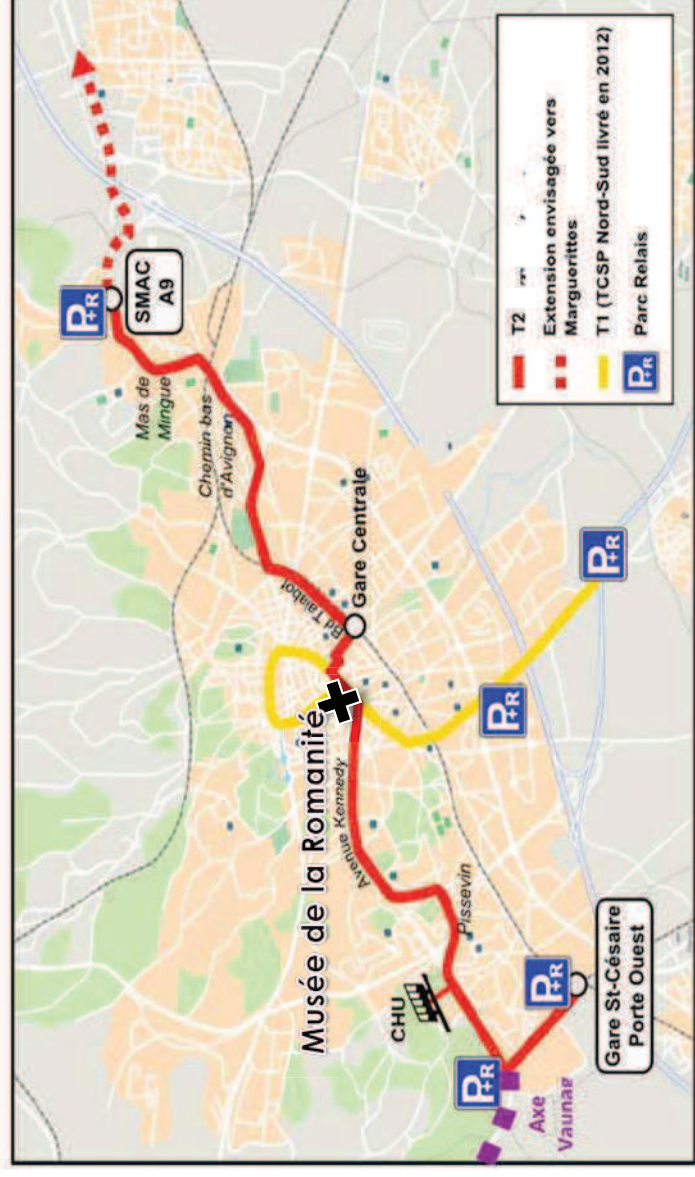 SMAC
A9
Mas de
Mingue
Chemin bas
d'Avignon
Bd Talabot
Gare Centrale
Musée de la Romanité
Avenue Kennedy
Pissevin
CHU
Gare St-Césaire
Porte Ouest
Axe
Vaunag
P+R
P+R
P+R
P+R
P+R
T2
Extension envisagée vers
Marguerittes
T1 (TCSP Nord-Sud livré en 2012)
P+R Parc Relais